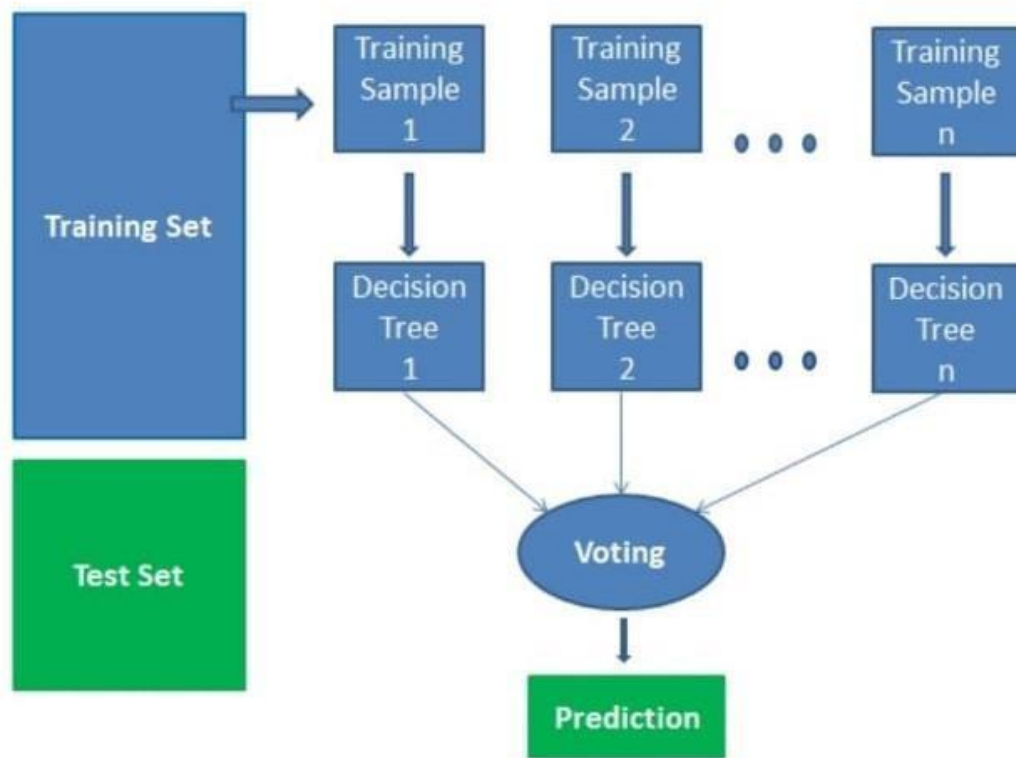 Training Set
Training
Sample
1
Training
Sample
2
Training
Sample
n
Decision
Tree
1
Decision
Tree
2
Decision
Tree
n
Test Set
Voting
Prediction